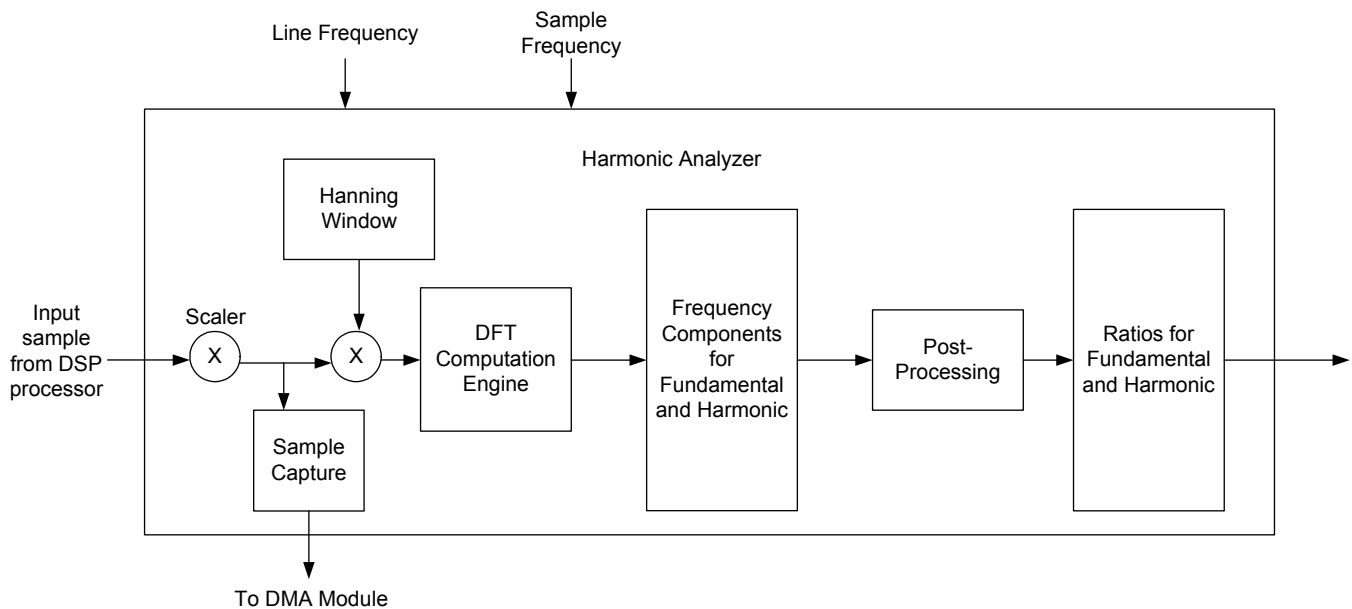 Line Frequency
Sample
Frequency
Harmonic Analyzer
Hanning
Window
Input
sample
from DSP
processor
Scaler
X
X
DFT
Computation
Engine
Frequency
Components
for
Fundamental
and Harmonic
Post-
Processing
Ratios for
Fundamental
and Harmonic
Sample
Capture
To DMA Module